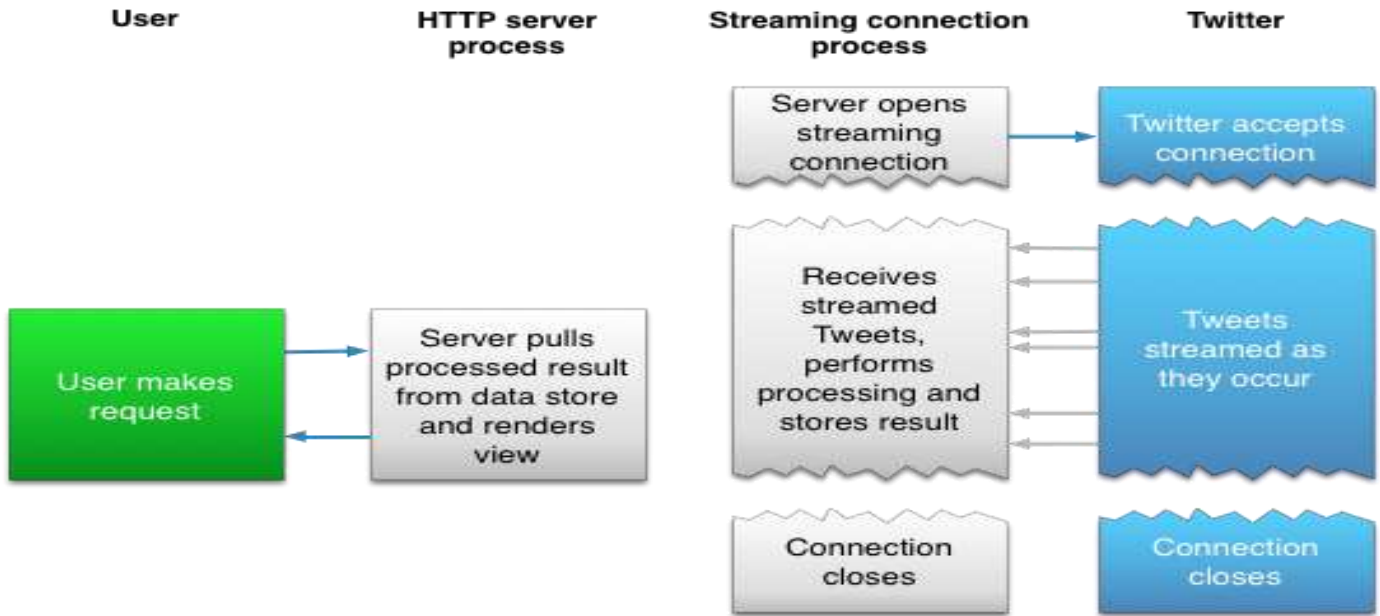 User
HTTP server
process
Streaming connection
process
Twitter
Server opens
streaming
connection
Twitter accepts
connection
User makes
request
Server pulls
processed result
from data store
and renders
view
Receives
streamed
Tweets,
performs
processing and
stores result
Tweets
streamed as
they occur
Connection
closes
Connection
closes